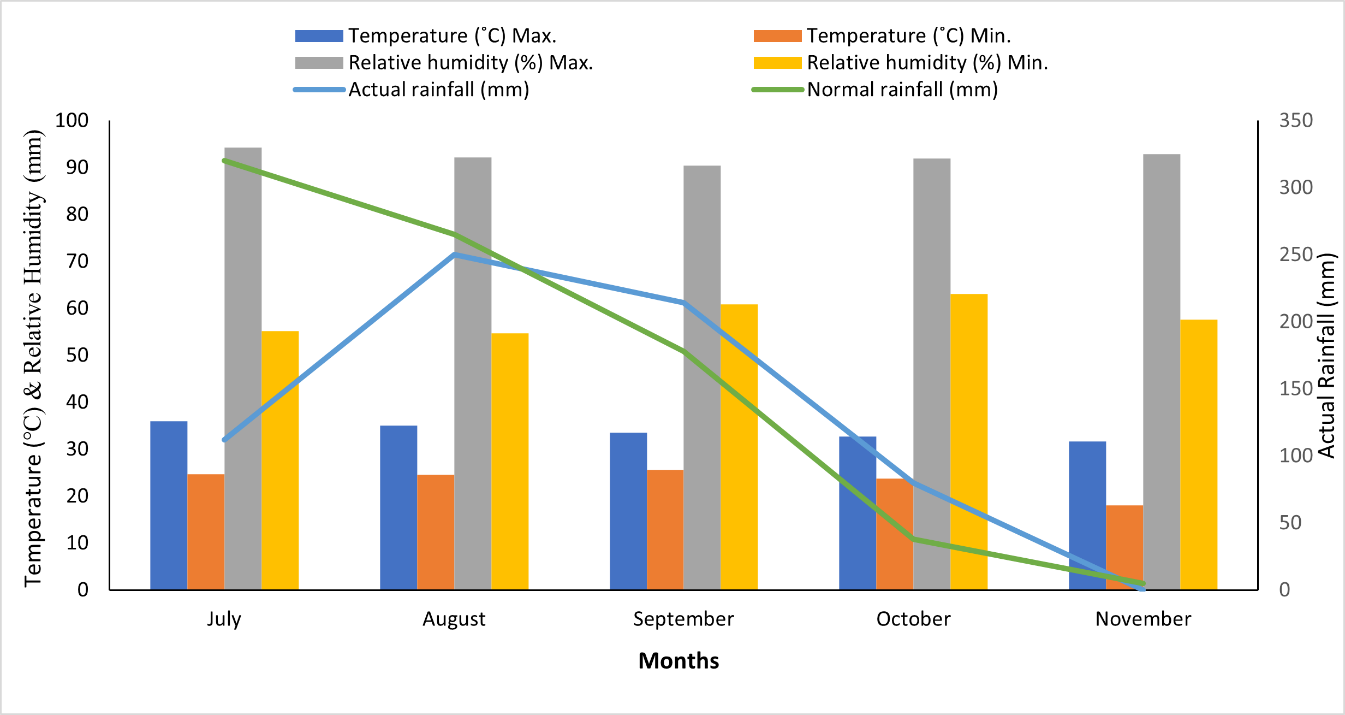 Temperature (˚C) Max.
Temperature (˚C) Min.
Relative humidity (%) Max.
Relative humidity (%) Min.
Actual rainfall (mm)
Normal rainfall (mm)
Temperature (°C) & Relative Humidity (mm)
100
90
80
70
60
50
40
30
20
10
0
350
300
250
200
150
100
50
0
Actual Rainfall (mm)
July
August
September
October
November
Months